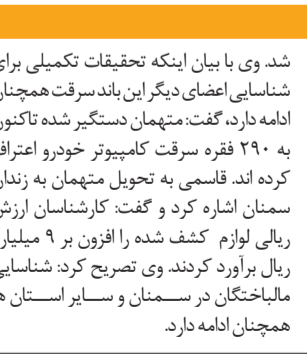 شد. وی با بیان اینکه تحقیقات تکمیلی برای
شناسایی اعضای دیگر این باند سرقت همچنان
ادامه دارد، گفت: متهمان دستگیر شده تاکنون
به ۲۹۰ فقره سرقت کامپیوتر خودرو اعتراف
کرده اند. قاسمی به تحویل متهمان به زندان
سمنان اشاره کرد و گفت: کارشناسان ارزش
ریالی لوازم کشف شده را افزون بر ۹ میلیارد
ریال برآورد کردند. وی تصریح کرد: شناسایی
مالباختگان در ســمنان و ســایر اســتان ها
همچنان ادامه دارد.